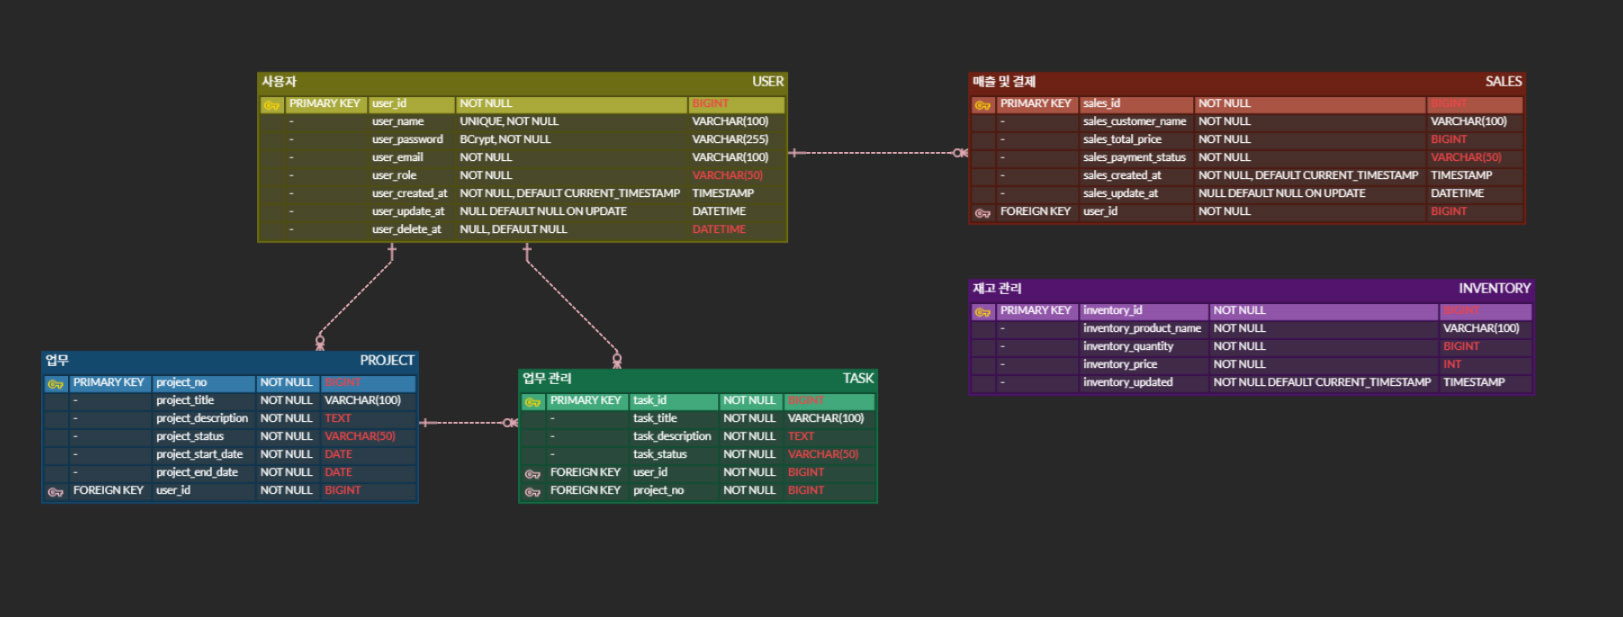 사용자 USER
PRIMARY KEY user_id NOT NULL BIGINT
- user_name UNIQUE, NOT NULL VARCHAR(100)
- user_password BCrypt, NOT NULL VARCHAR(255)
- user_email NOT NULL VARCHAR(100)
- user_role NOT NULL VARCHAR(50)
- user_created_at NOT NULL, DEFAULT CURRENT_TIMESTAMP TIMESTAMP
- user_update_at NULL DEFAULT NULL ON UPDATE DATETIME
- user_delete_at NULL, DEFAULT NULL DATETIME
매출 및 결제 SALES
PRIMARY KEY sales_id NOT NULL BIGINT
- sales_customer_name NOT NULL VARCHAR(100)
- sales_total_price NOT NULL BIGINT
- sales_payment_status NOT NULL VARCHAR(50)
- sales_created_at NOT NULL, DEFAULT CURRENT_TIMESTAMP TIMESTAMP
- sales_update_at NULL DEFAULT NULL ON UPDATE DATETIME
FOREIGN KEY user_id NOT NULL BIGINT
재고 관리 INVENTORY
PRIMARY KEY inventory_id NOT NULL BIGINT
- inventory_product_name NOT NULL VARCHAR(100)
- inventory_quantity NOT NULL BIGINT
- inventory_price NOT NULL INT
- inventory_updated NOT NULL DEFAULT CURRENT_TIMESTAMP TIMESTAMP
업무 PROJECT
PRIMARY KEY project_no NOT NULL BIGINT
- project_title NOT NULL VARCHAR(100)
- project_description NOT NULL TEXT
- project_status NOT NULL VARCHAR(50)
- project_start_date NOT NULL DATE
- project_end_date NOT NULL DATE
FOREIGN KEY user_id NOT NULL BIGINT
업무 관리 TASK
PRIMARY KEY task_id NOT NULL BIGINT
- task_title NOT NULL VARCHAR(100)
- task_description NOT NULL TEXT
- task_status NOT NULL VARCHAR(50)
FOREIGN KEY user_id NOT NULL BIGINT
FOREIGN KEY project_no NOT NULL BIGINT